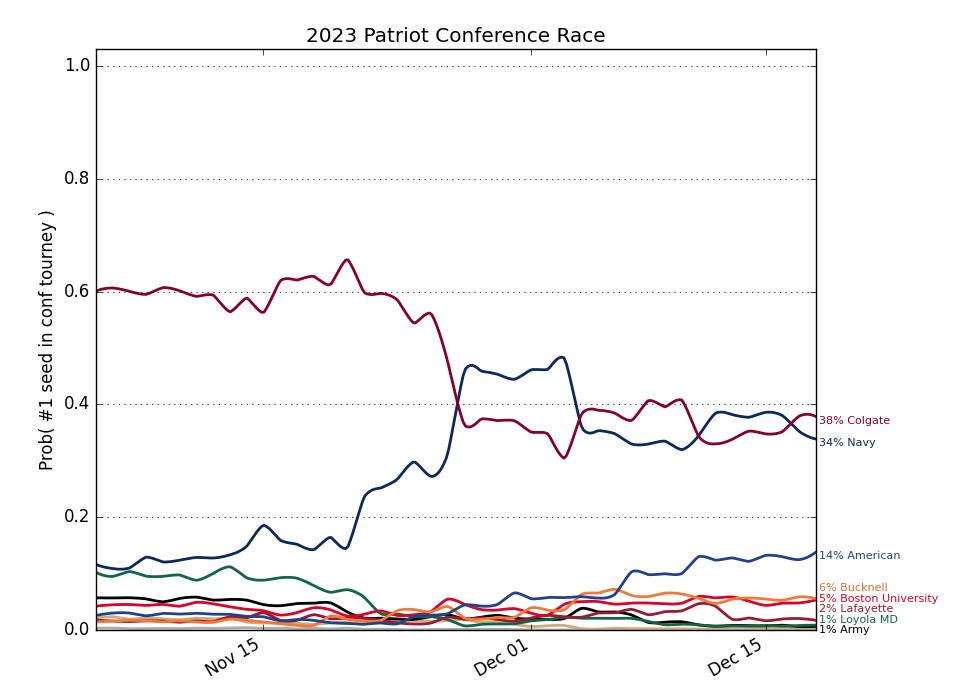 2023 Patriot Conference Race
Prob( #1 seed in conf tourney )
1.0
0.8
0.6
0.4
0.2
0.0
Nov 15
Dec 01
Dec 15
38% Colgate
34% Navy
14% American
6% Bucknell
5% Boston University
2% Lafayette
1% Loyola MD
1% Army